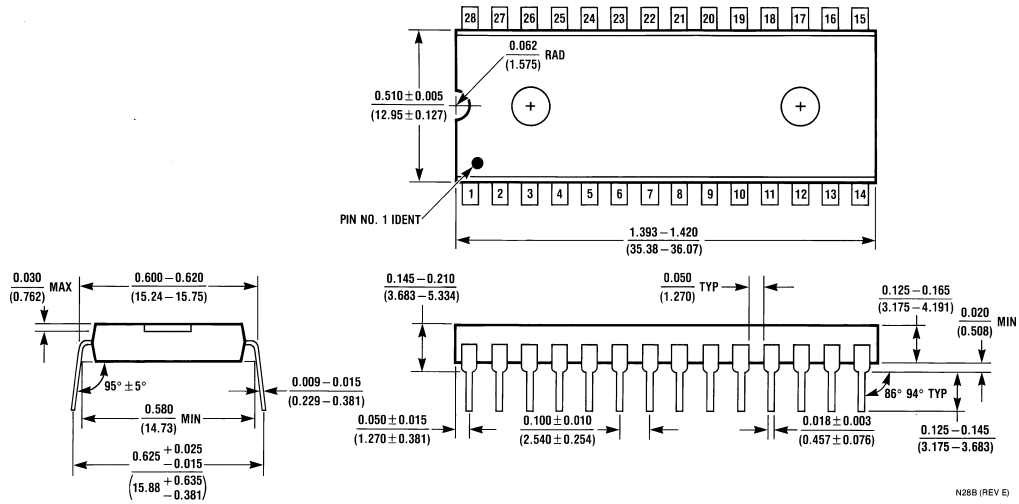 28 27 26 25 24 23 22 21 20 19 18 17 16 15
0.062
(1.575)
RAD
0.510 ± 0.005
(12.95 ± 0.127)
PIN NO. 1 IDENT
1 2 3 4 5 6 7 8 9 10 11 12 13 14
1.393 – 1.420
(35.38 – 36.07)
0.030
(0.762)
MAX
0.600 – 0.620
(15.24 – 15.75)
95° ± 5°
0.009 – 0.015
(0.229 – 0.381)
0.580
(14.73)
MIN
0.625 + 0.025
– 0.015
(15.88 + 0.635
– 0.381)
0.145 – 0.210
(3.683 – 5.334)
0.050
(1.270)
TYP
0.125 – 0.165
(3.175 – 4.191)
0.020
(0.508)
MIN
86° 94° TYP
0.050 ± 0.015
(1.270 ± 0.381)
0.100 ± 0.010
(2.540 ± 0.254)
0.018 ± 0.003
(0.457 ± 0.076)
0.125 – 0.145
(3.175 – 3.683)
N28B (REV E)